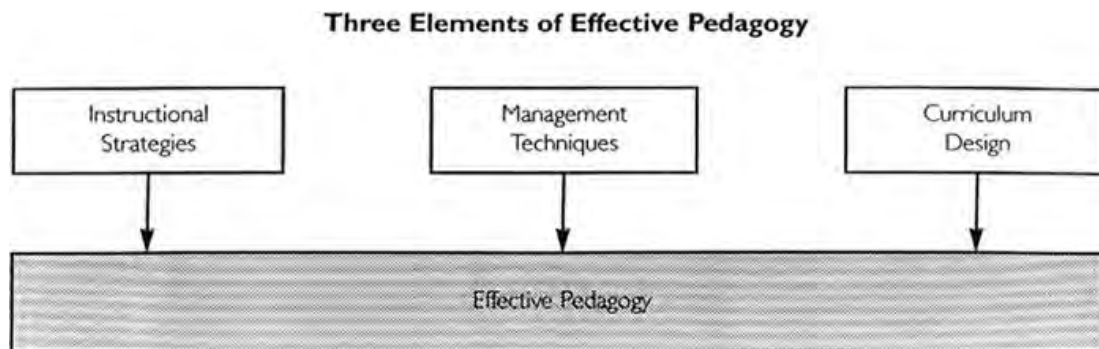 Three Elements of Effective Pedagogy
Instructional
Strategies
Management
Techniques
Curriculum
Design
Effective Pedagogy